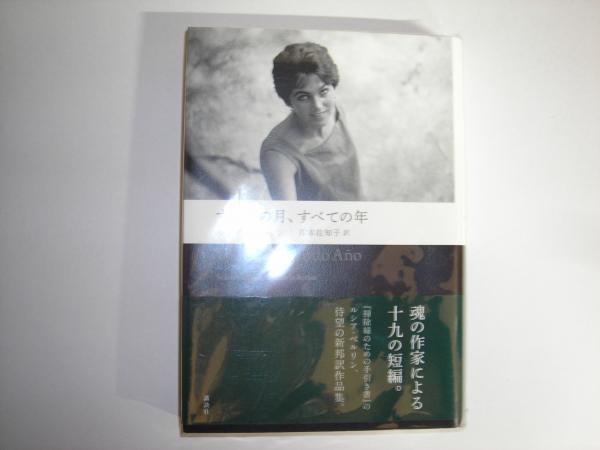 の月、すべての年
岸本佐知子 訳
do Año
魂の作家による
十九の短編。
『掃除婦のための手引き書』の
ルシア・ベルリン、
待望の新邦訳作品集。
講談社